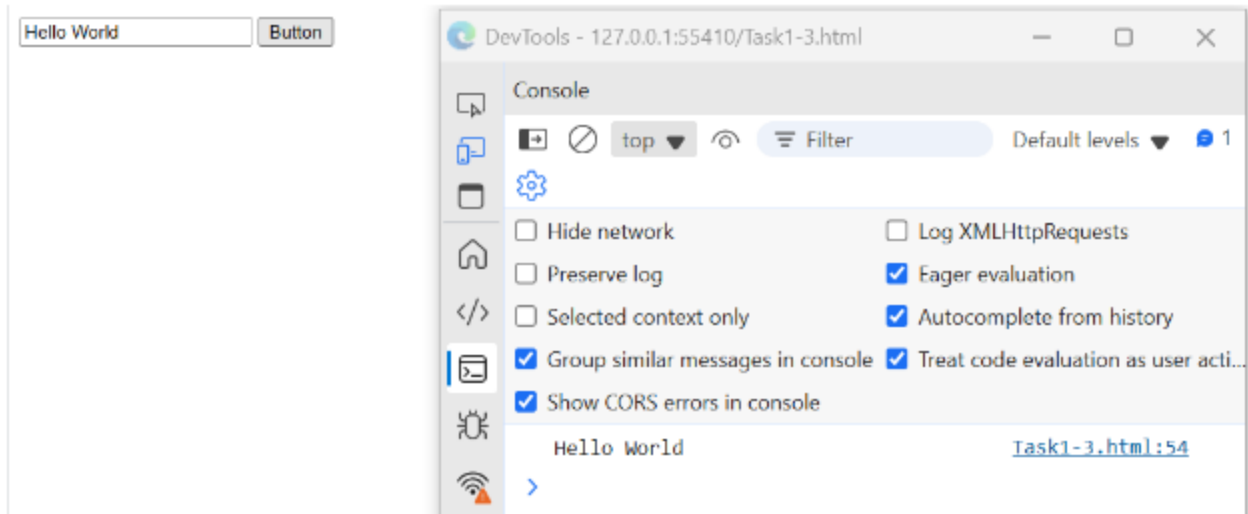 Hello World Button
DevTools - 127.0.0.1:55410/Task1-3.html
Console
top Filter Default levels 1
Hide network Log XMLHttpRequests
Preserve log Eager evaluation
Selected context only Autocomplete from history
Group similar messages in console Treat code evaluation as user acti...
Show CORS errors in console
Hello World Task1-3.html:54